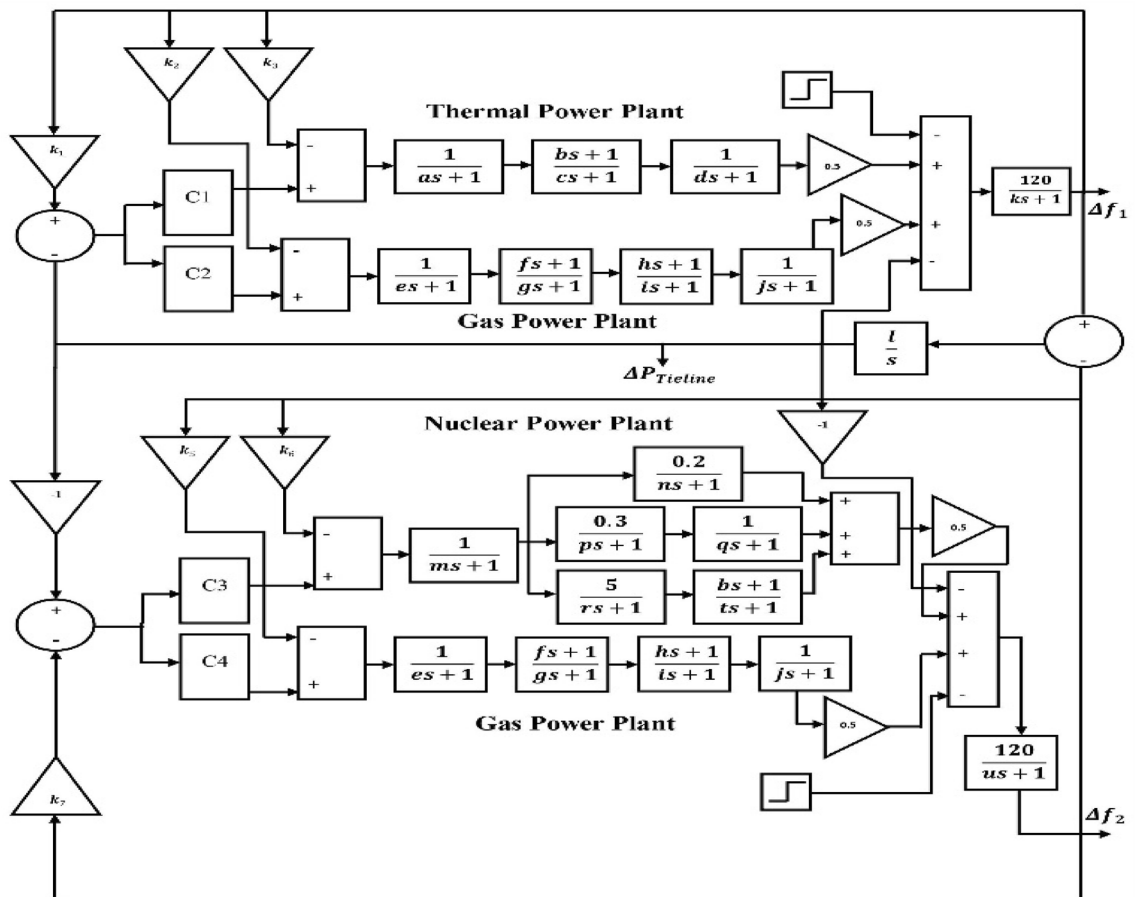 k₂
k₃
Thermal Power Plant
k₁
+
-
C1
C2
-
+
1
as + 1
bs + 1
cs + 1
1
ds + 1
0.5
-
+
+
-
120
ks + 1
Δf₁
-
+
1
es + 1
fs + 1
gs + 1
hs + 1
is + 1
1
js + 1
0.5
Gas Power Plant
l
s
+
-
ΔP_Tieline
Nuclear Power Plant
k₅
k₆
-1
-1
0.2
ns + 1
-
+
1
ms + 1
0.3
ps + 1
1
qs + 1
+
+
+
0.5
5
rs + 1
bs + 1
ts + 1
+
-
C3
C4
-
+
1
es + 1
fs + 1
gs + 1
hs + 1
is + 1
1
js + 1
-
+
+
-
Gas Power Plant
0.5
120
us + 1
k₇
Δf₂